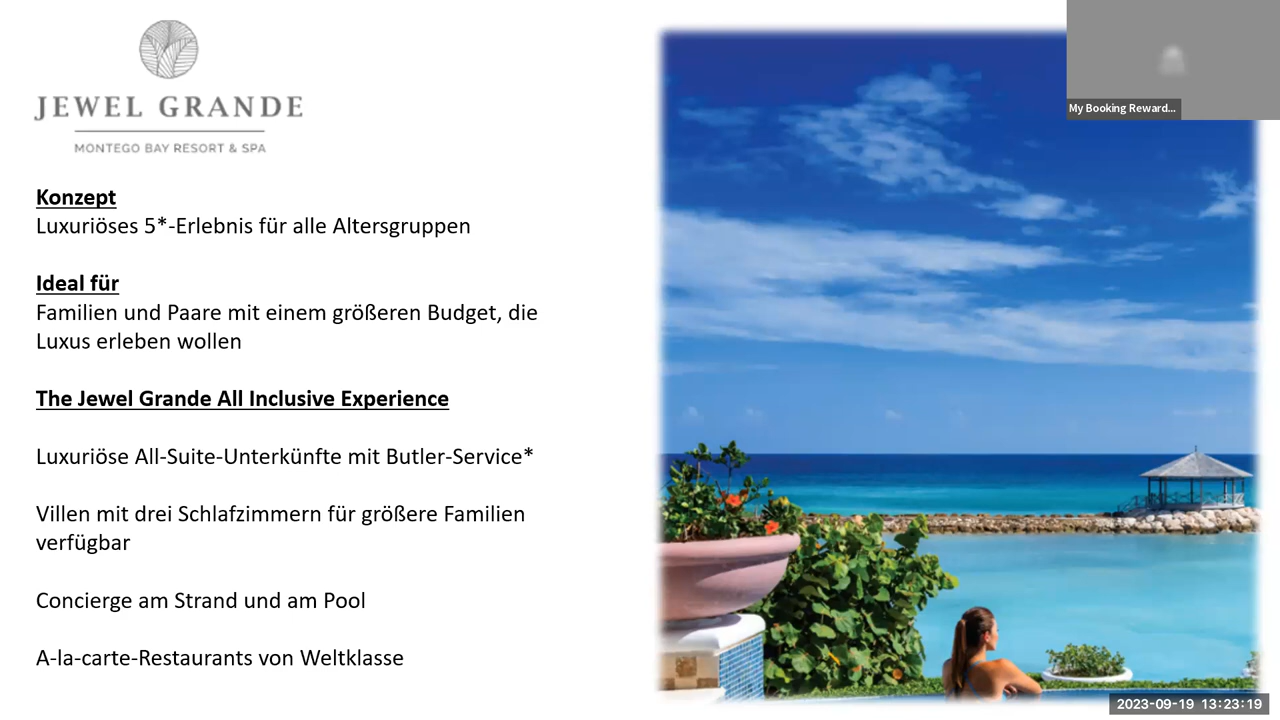 JEWEL GRANDE
MONTEGO BAY RESORT & SPA
Konzept
Luxuriöses 5*-Erlebnis für alle Altersgruppen
Ideal für
Familien und Paare mit einem größeren Budget, die
Luxus erleben wollen
The Jewel Grande All Inclusive Experience
Luxuriöse All-Suite-Unterkünfte mit Butler-Service*
Villen mit drei Schlafzimmern für größere Familien
verfügbar
Concierge am Strand und am Pool
A-la-carte-Restaurants von Weltklasse
My Booking Reward...
2023-09-19 13:23:19